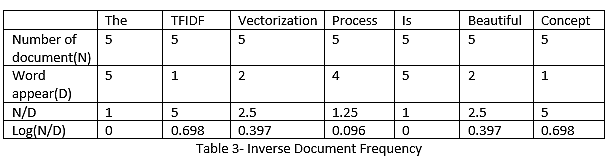 The TFIDF Vectorization Process Is Beautiful Concept
Number of document(N) 5 5 5 5 5 5 5
Word appear(D) 5 1 2 4 5 2 1
N/D 1 5 2.5 1.25 1 2.5 5
Log(N/D) 0 0.698 0.397 0.096 0 0.397 0.698
Table 3- Inverse Document Frequency